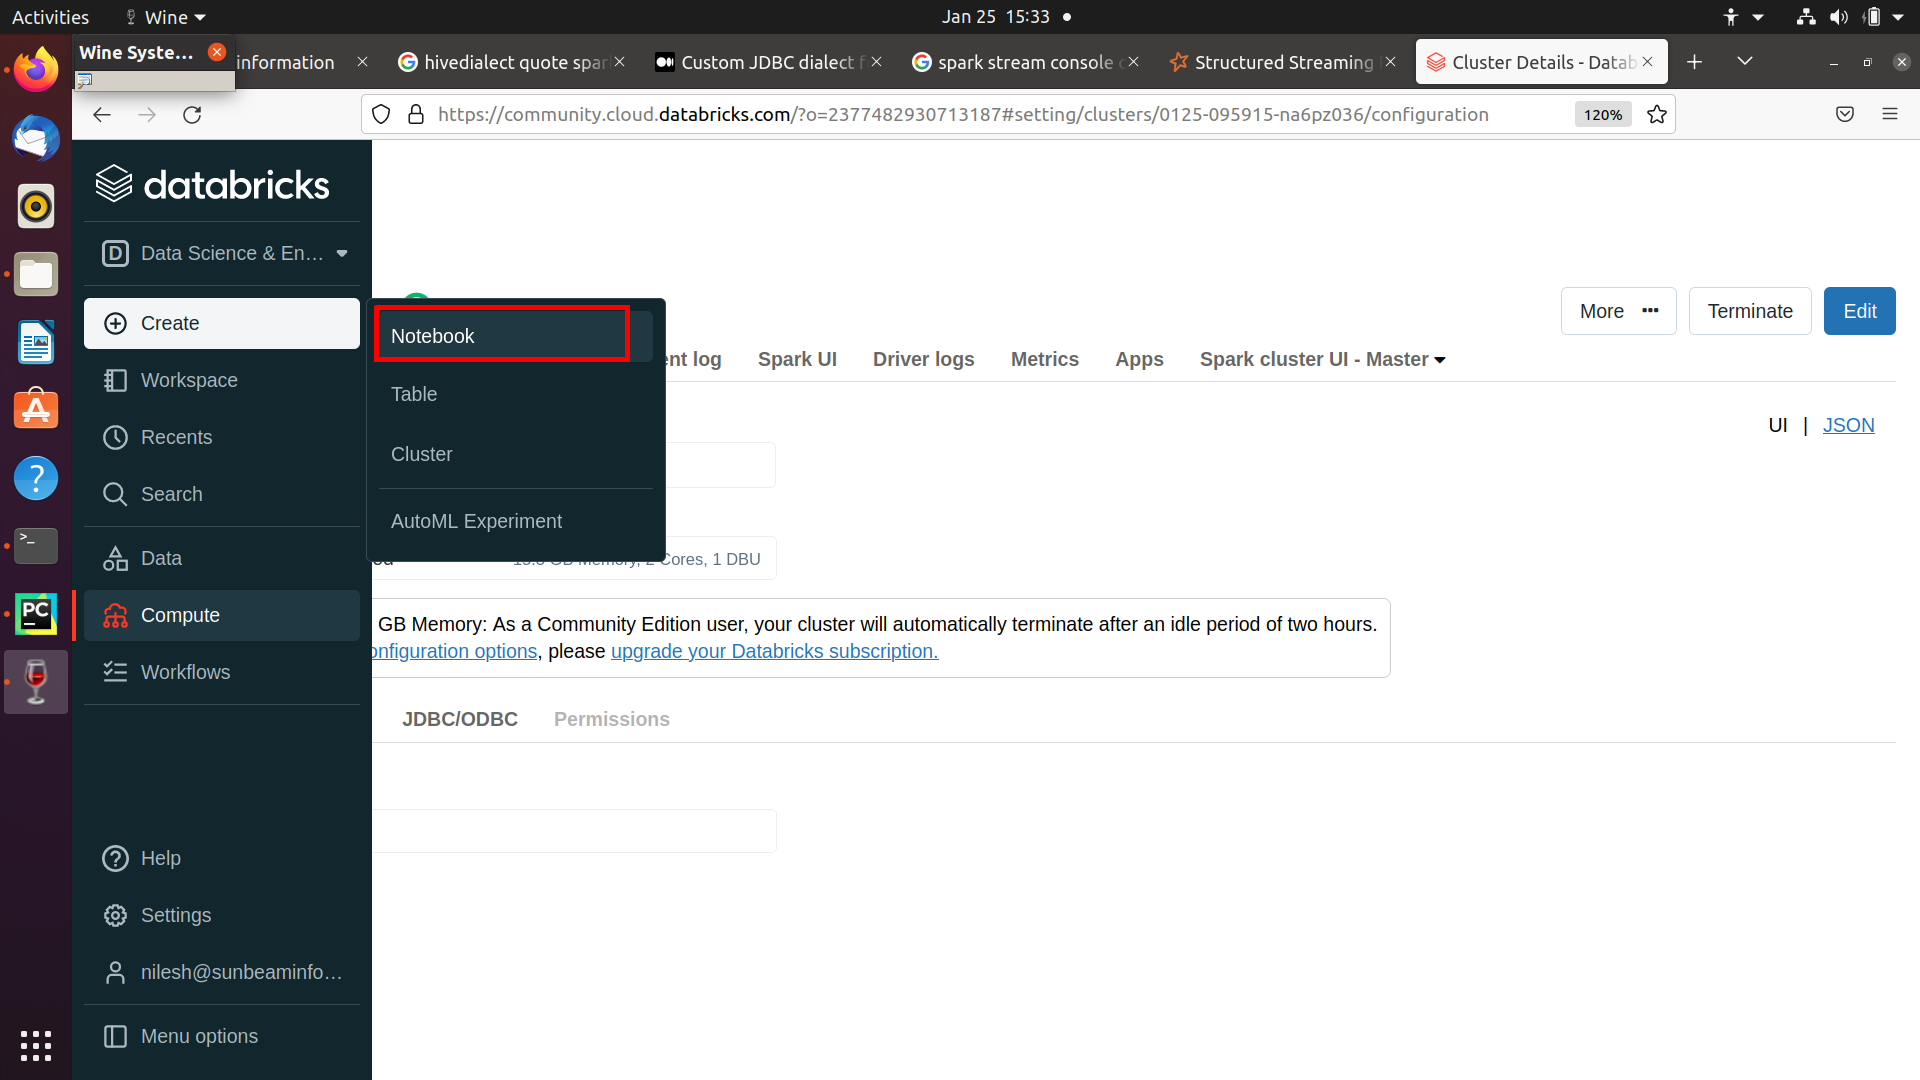 Activities
Wine
Jan 25 15:33
Wine Syste...
information
hivedialect quote spar
Custom JDBC dialect f
spark stream console
Structured Streaming
Cluster Details - Datab
https://community.cloud.databricks.com/?o=2377482930713187#setting/clusters/0125-095915-na6pz036/configuration
120%
databricks
D Data Science & En...
Create
Notebook
More ...
Terminate
Edit
Table
ent log
Spark UI
Driver logs
Metrics
Apps
Spark cluster UI - Master
Workspace
UI | JSON
Recents
Cluster
Search
AutoML Experiment
Data
Cores, 1 DBU
Compute
GB Memory: As a Community Edition user, your cluster will automatically terminate after an idle period of two hours.
onfiguration options, please upgrade your Databricks subscription.
Workflows
JDBC/ODBC
Permissions
Help
Settings
nilesh@sunbeaminfo...
Menu options
PC